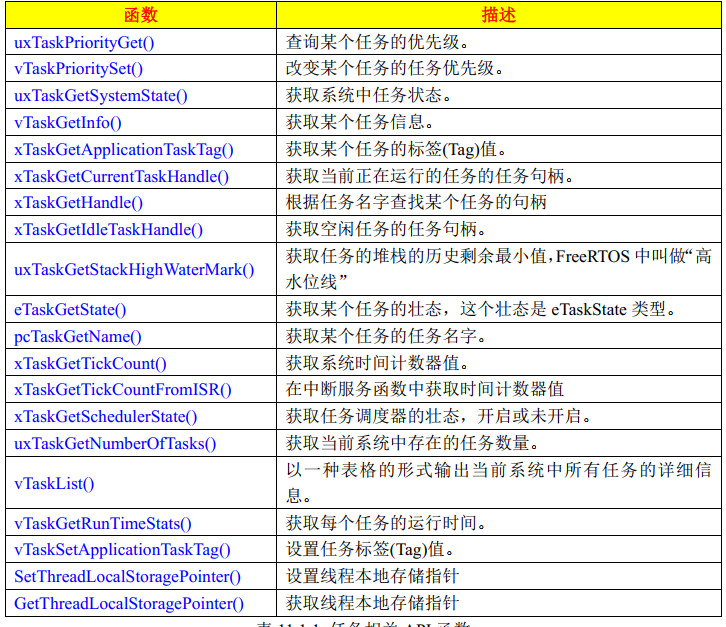 函数 描述
uxTaskPriorityGet() 查询某个任务的优先级。
vTaskPrioritySet() 改变某个任务的任务优先级。
uxTaskGetSystemState() 获取系统中任务状态。
vTaskGetInfo() 获取某个任务信息。
xTaskGetApplicationTaskTag() 获取某个任务的标签(Tag)值。
xTaskGetCurrentTaskHandle() 获取当前正在运行的任务的任务句柄。
xTaskGetHandle() 根据任务名字查找某个任务的句柄
xTaskGetIdleTaskHandle() 获取空闲任务的任务句柄。
uxTaskGetStackHighWaterMark() 获取任务的堆栈的历史剩余最小值，FreeRTOS 中叫做“高
水位线”
eTaskGetState() 获取某个任务的壮态，这个壮态是 eTaskState 类型。
pcTaskGetName() 获取某个任务的任务名字。
xTaskGetTickCount() 获取系统时间计数器值。
xTaskGetTickCountFromISR() 在中断服务函数中获取时间计数器值
xTaskGetSchedulerState() 获取任务调度器的壮态，开启或未开启。
uxTaskGetNumberOfTasks() 获取当前系统中存在的任务数量。
vTaskList() 以一种表格的形式输出当前系统中所有任务的详细信
息。
vTaskGetRunTimeStats() 获取每个任务的运行时间。
vTaskSetApplicationTaskTag() 设置任务标签(Tag)值。
SetThreadLocalStoragePointer() 设置线程本地存储指针
GetThreadLocalStoragePointer() 获取线程本地存储指针